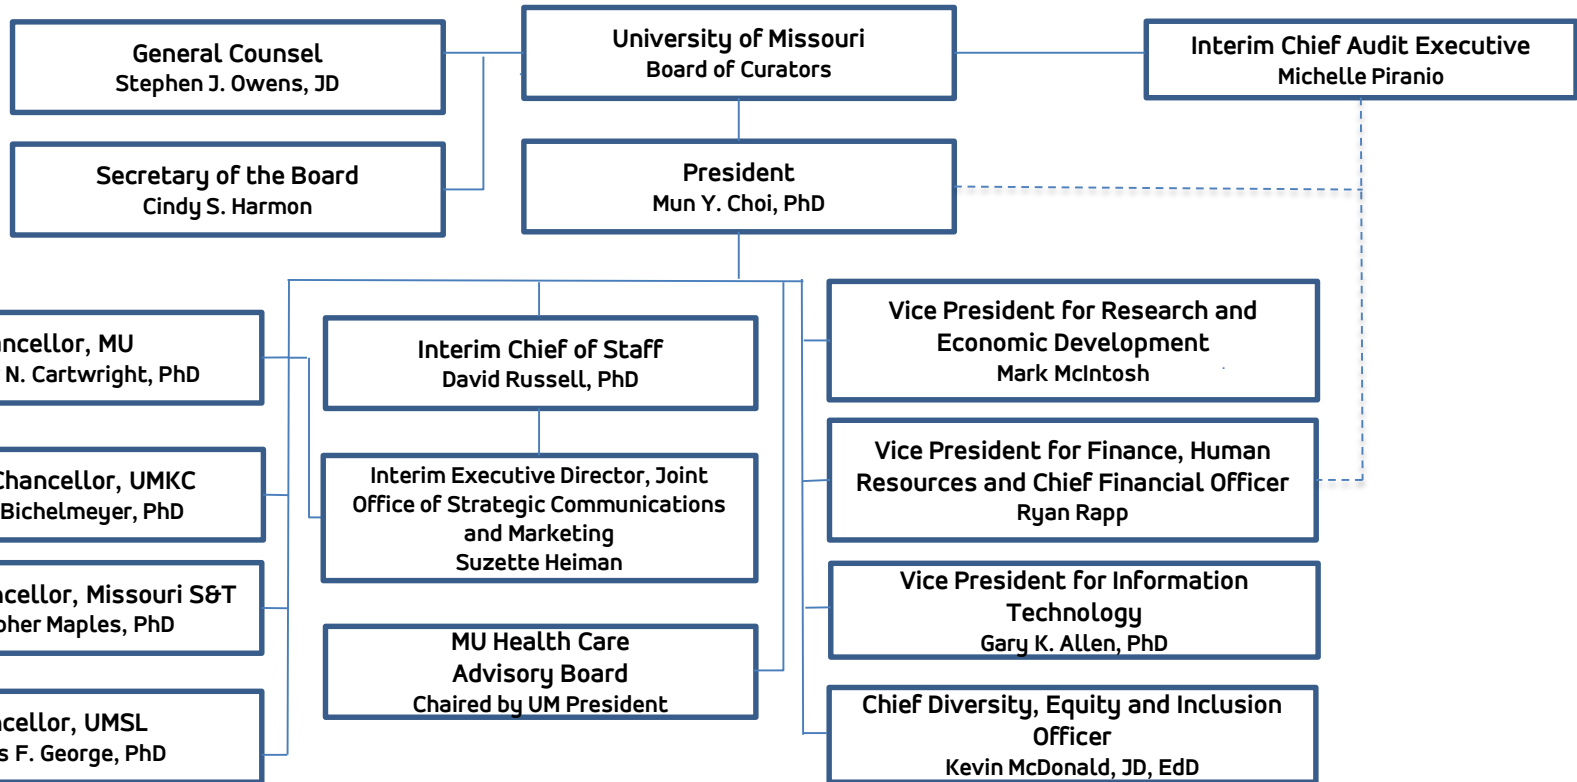 General Counsel
Stephen J. Owens, JD
University of Missouri
Board of Curators
Interim Chief Audit Executive
Michelle Piranio
Secretary of the Board
Cindy S. Harmon
President
Mun Y. Choi, PhD
MU
N. Cartwright, PhD
Chancellor, UMKC
Bichelmeyer, PhD
Missouri S&T
Maples, PhD
UMSL
F. George, PhD
Interim Chief of Staff
David Russell, PhD
Interim Executive Director, Joint
Office of Strategic Communications
and Marketing
Suzette Heiman
MU Health Care
Advisory Board
Chaired by UM President
Vice President for Research and
Economic Development
Mark McIntosh
Vice President for Finance, Human
Resources and Chief Financial Officer
Ryan Rapp
Vice President for Information
Technology
Gary K. Allen, PhD
Chief Diversity, Equity and Inclusion
Officer
Kevin McDonald, JD, EdD